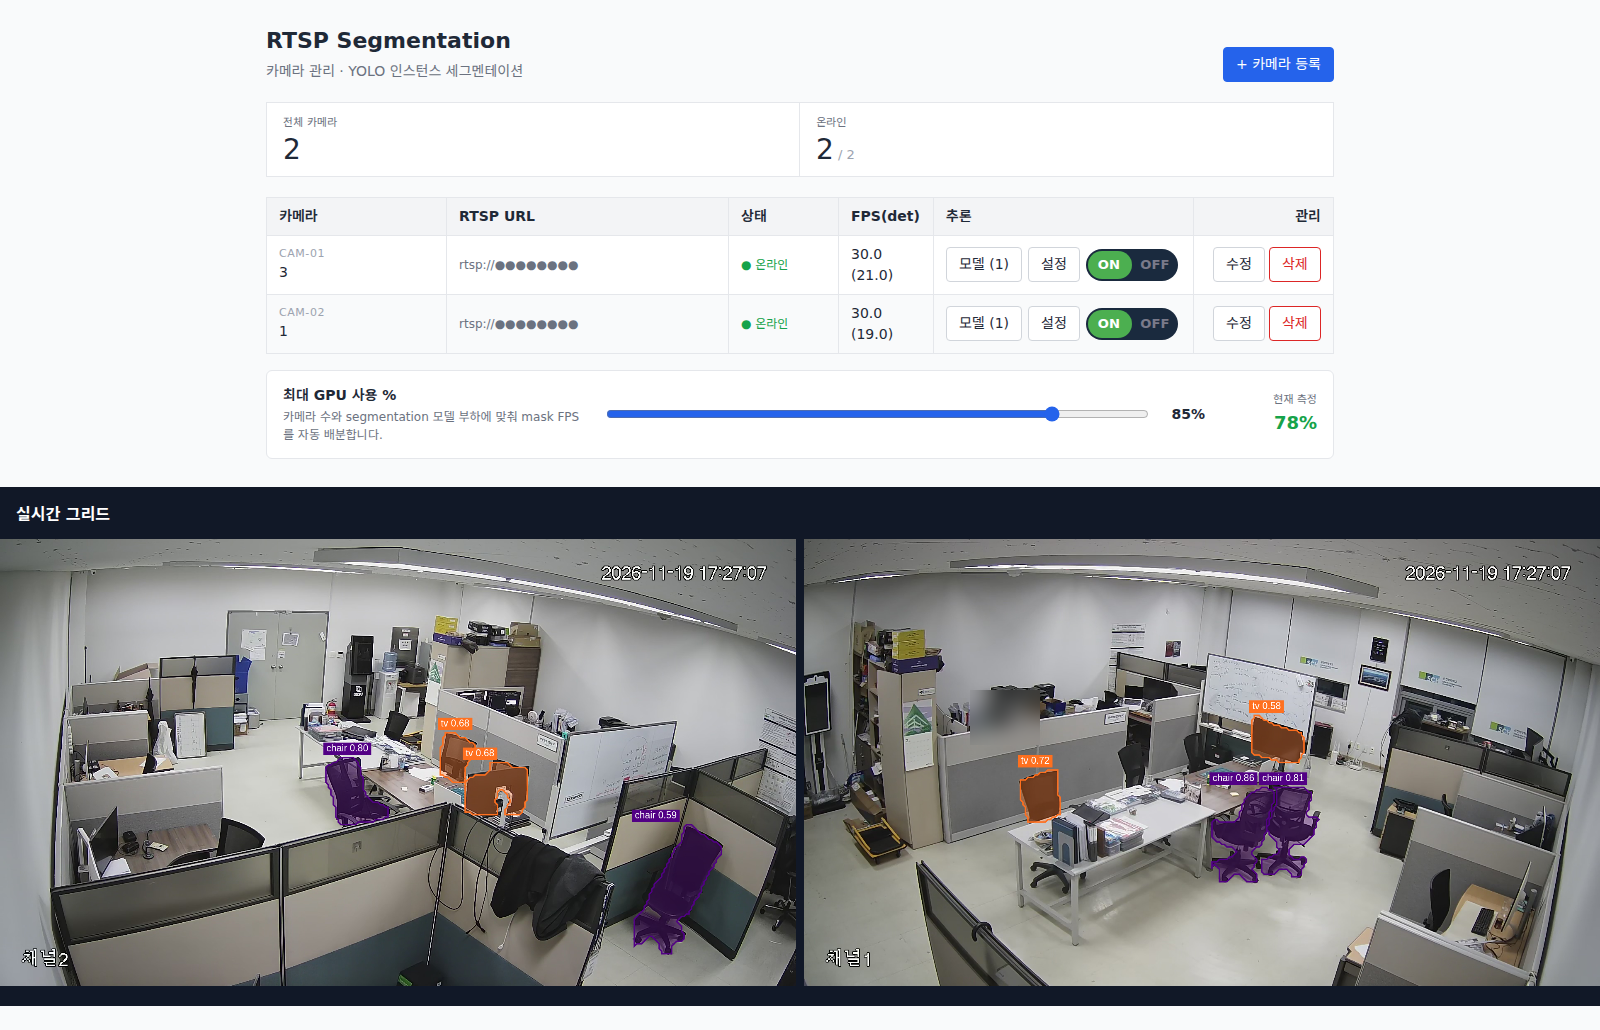 RTSP Segmentation
카메라 관리 · YOLO 인스턴스 세그멘테이션
+ 카메라 등록
전체 카메라
2
온라인
2 / 2
카메라 RTSP URL 상태 FPS(det) 추론 관리
CAM-01
3
rtsp://●●●●●●●●
● 온라인
30.0
(21.0)
모델 (1) 설정 ON OFF 수정 삭제
CAM-02
1
rtsp://●●●●●●●●
● 온라인
30.0
(19.0)
모델 (1) 설정 ON OFF 수정 삭제
최대 GPU 사용 %
카메라 수와 segmentation 모델 부하에 맞춰 mask FPS
를 자동 배분합니다.
85%
현재 측정
78%
실시간 그리드
2026-11-19 17:27:07
tv 0.68
chair 0.80
tv 0.68
chair 0.59
채널2
2026-11-19 17:27:07
tv 0.58
tv 0.72
chair 0.86
chair 0.81
채널1